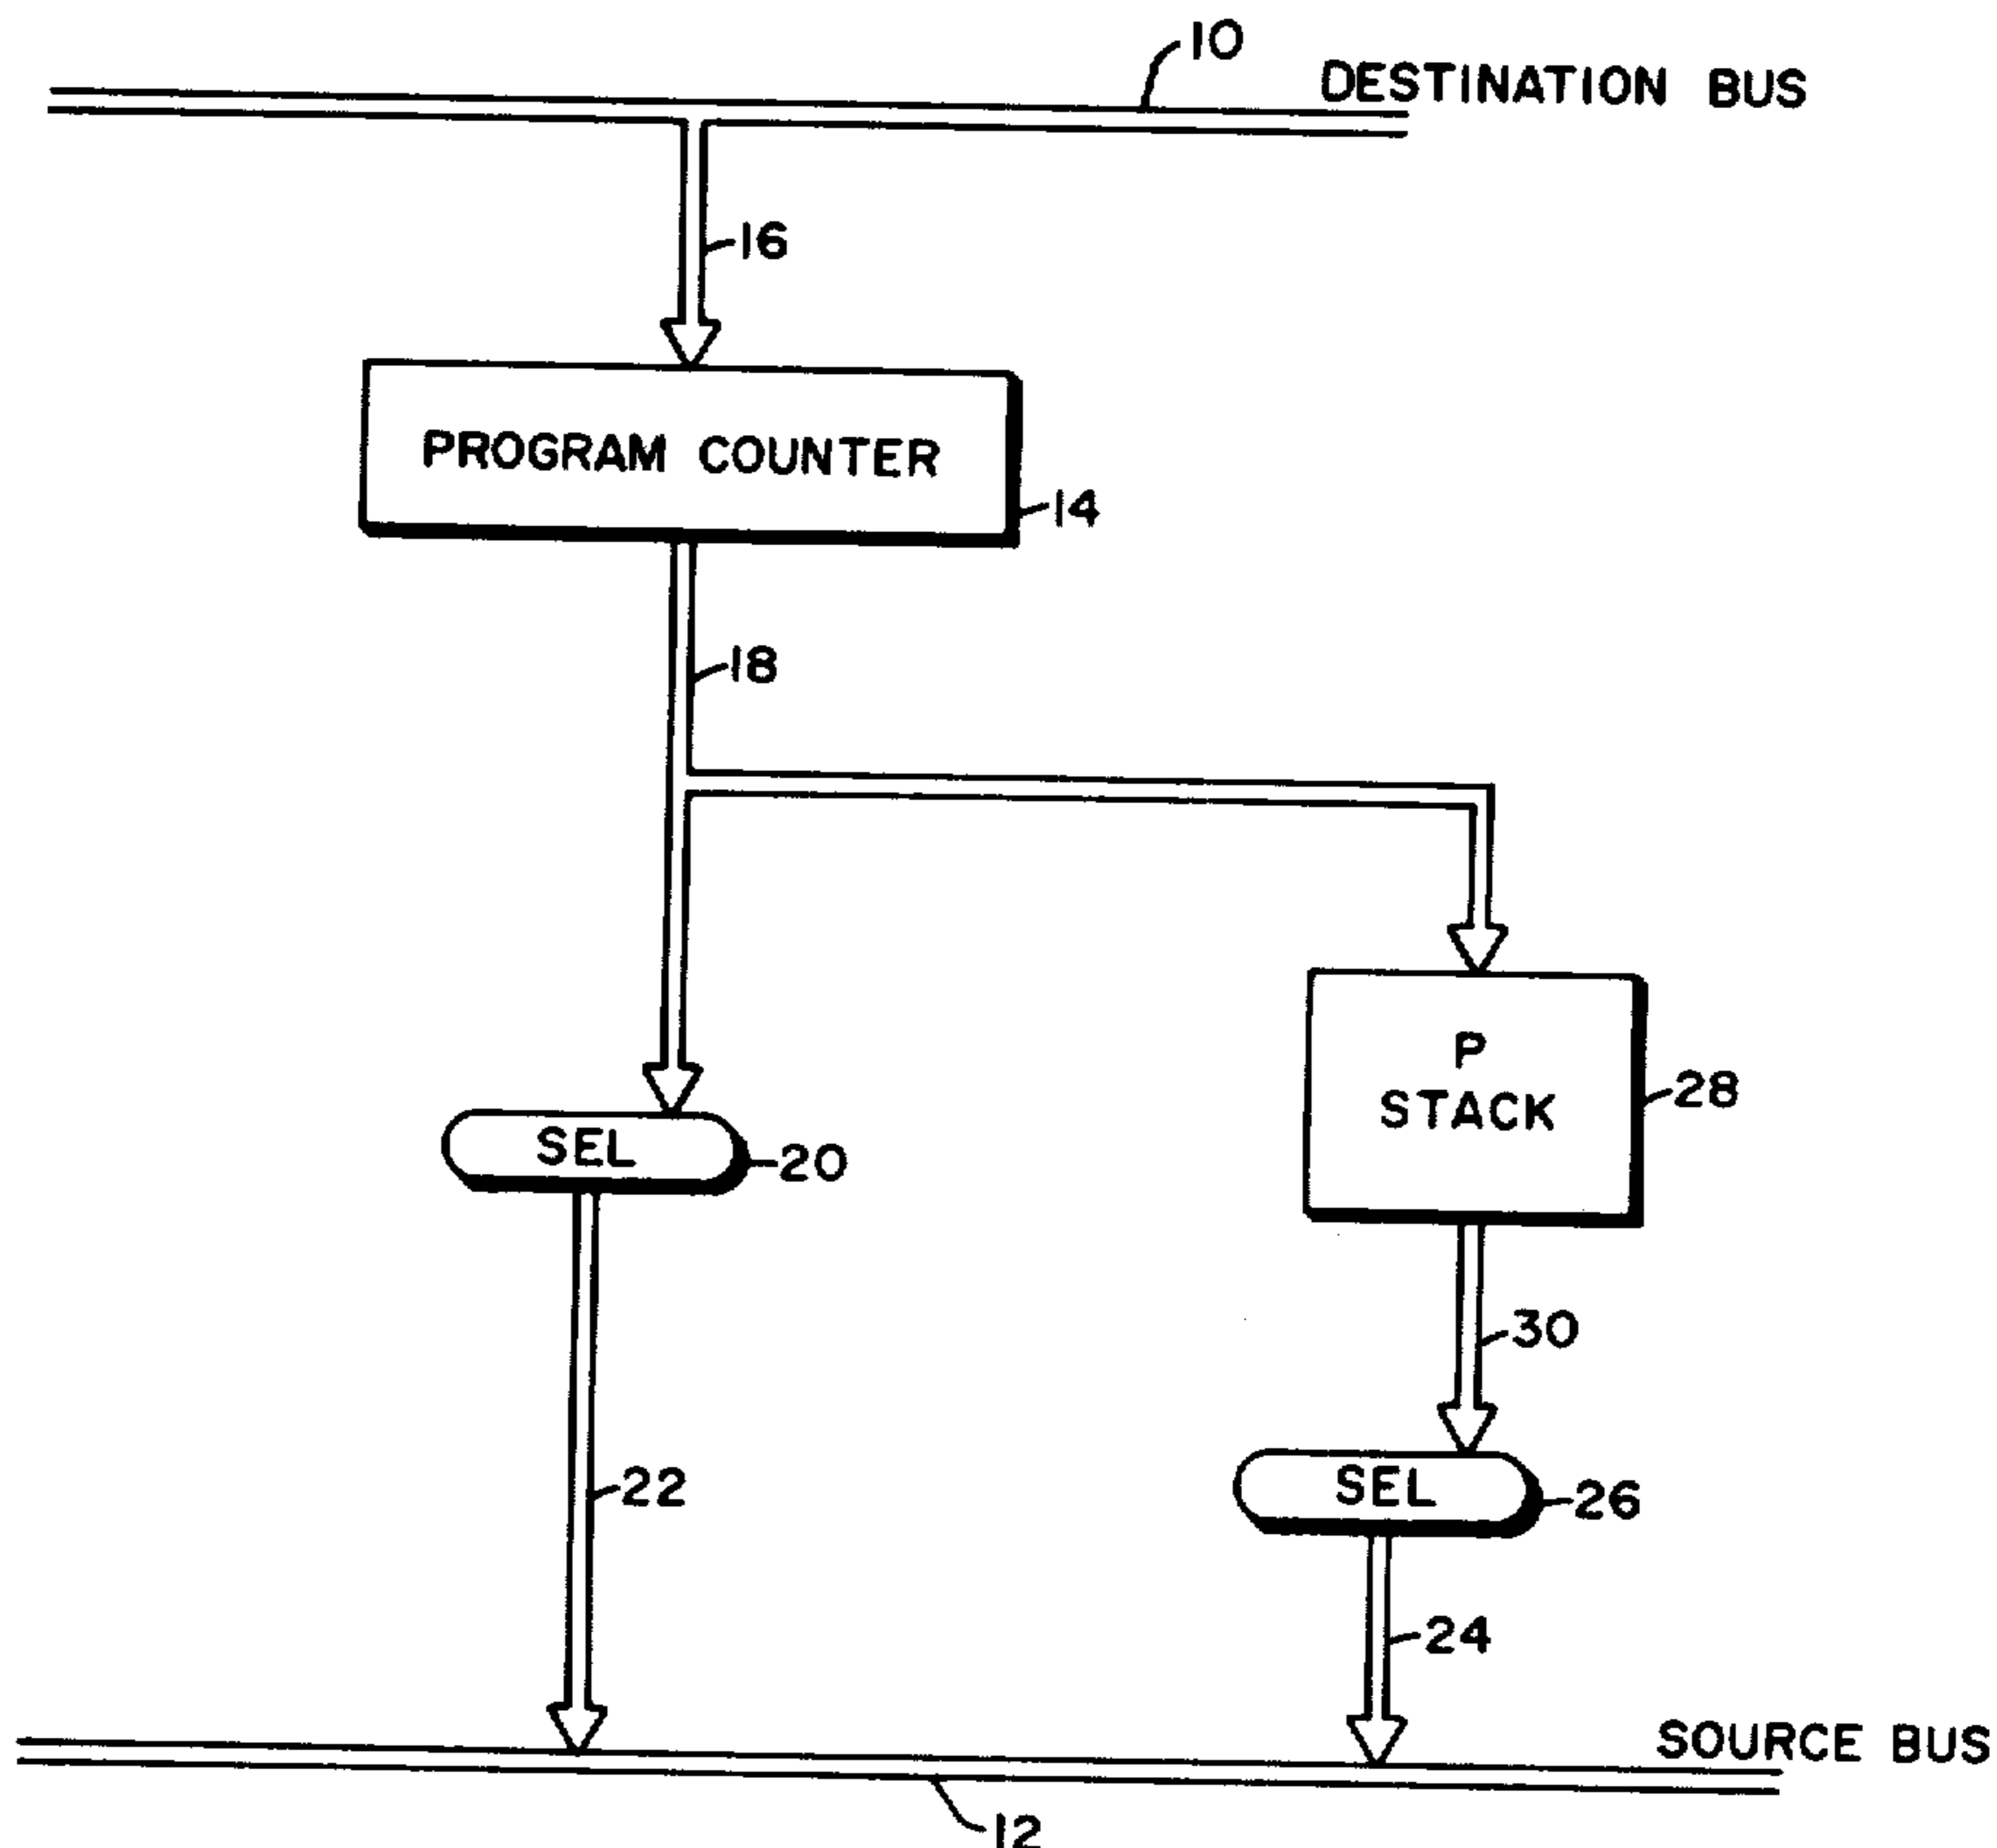 10
DESTINATION BUS
16
PROGRAM COUNTER
14
18
P
STACK
28
SEL
20
30
SEL
26
22
24
SOURCE BUS
12